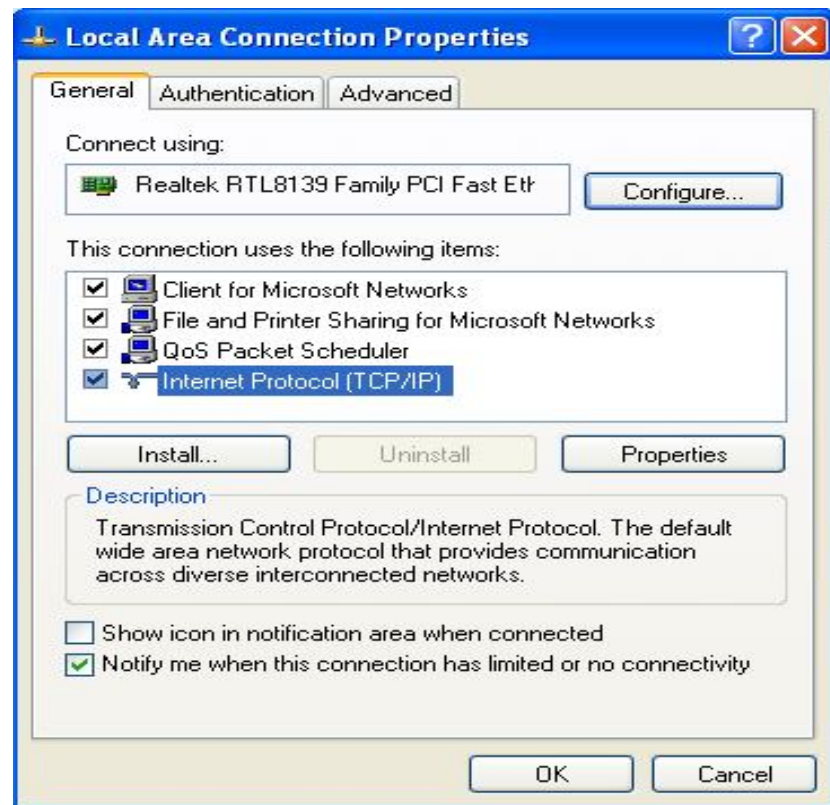 Local Area Connection Properties
General Authentication Advanced
Connect using:
Realtek RTL8139 Family PCI Fast Eth
Configure...
This connection uses the following items:
Client for Microsoft Networks
File and Printer Sharing for Microsoft Networks
QoS Packet Scheduler
Internet Protocol (TCP/IP)
Install... Uninstall Properties
Description
Transmission Control Protocol/Internet Protocol. The default
wide area network protocol that provides communication
across diverse interconnected networks.
Show icon in notification area when connected
Notify me when this connection has limited or no connectivity
OK Cancel